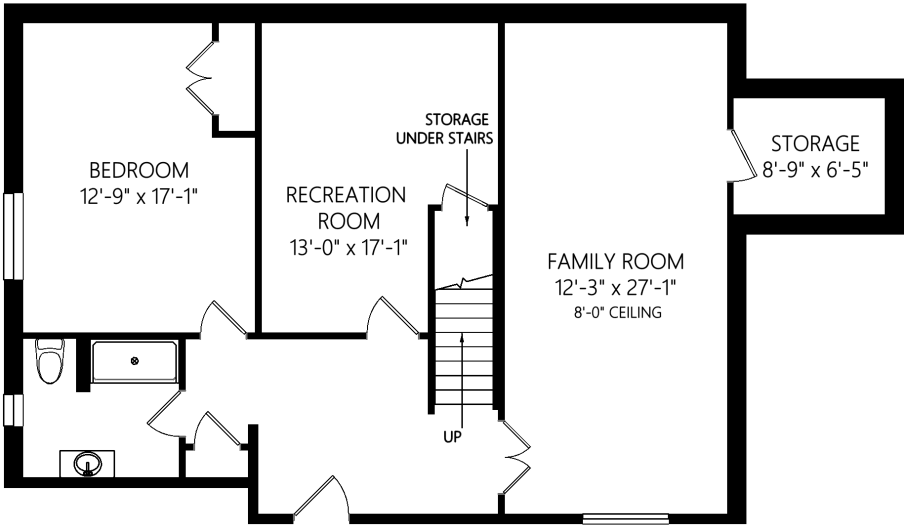 STORAGE
UNDER STAIRS
BEDROOM
12'-9" x 17'-1"
RECREATION
ROOM
13'-0" x 17'-1"
STORAGE
8'-9" x 6'-5"
FAMILY ROOM
12'-3" x 27'-1"
8'-0" CEILING
UP